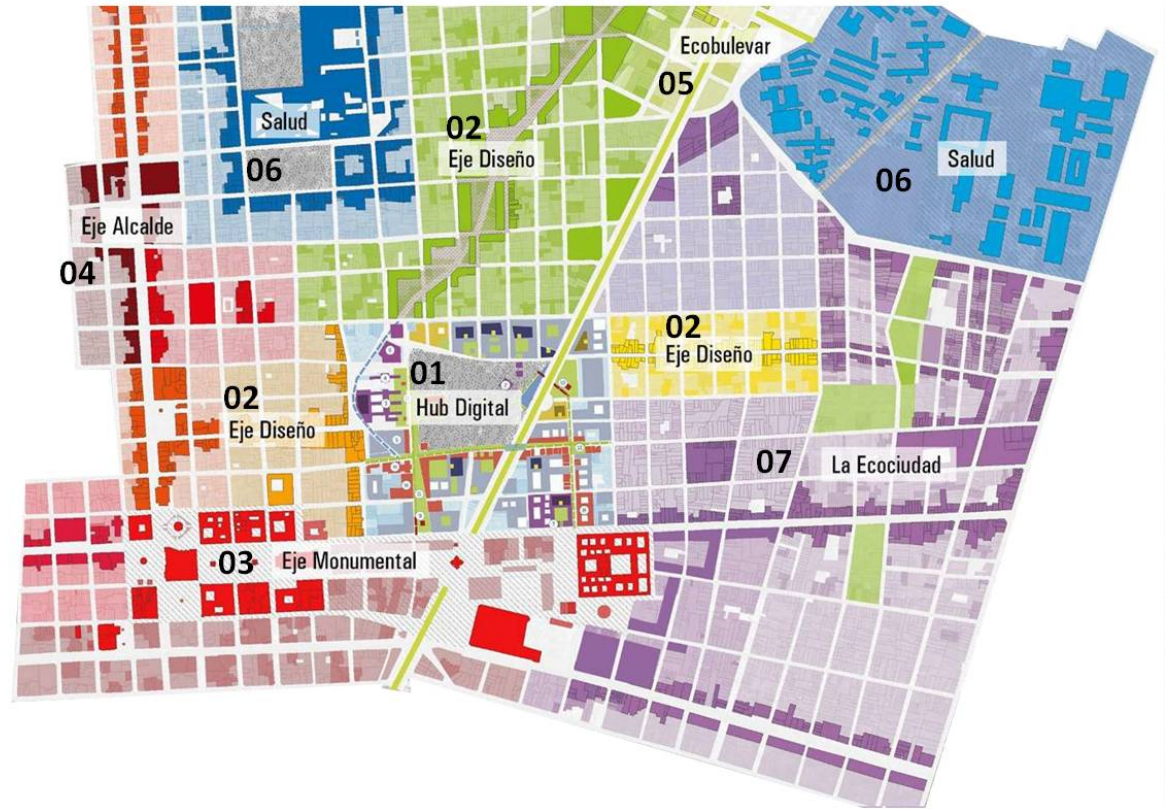 Ecobulevar
05
Salud
02
Eje Diseño
06
Salud
06
Eje Alcalde
04
02
Eje Diseño
01
Hub Digital
02
Eje Diseño
07
La Ecociudad
03
Eje Monumental